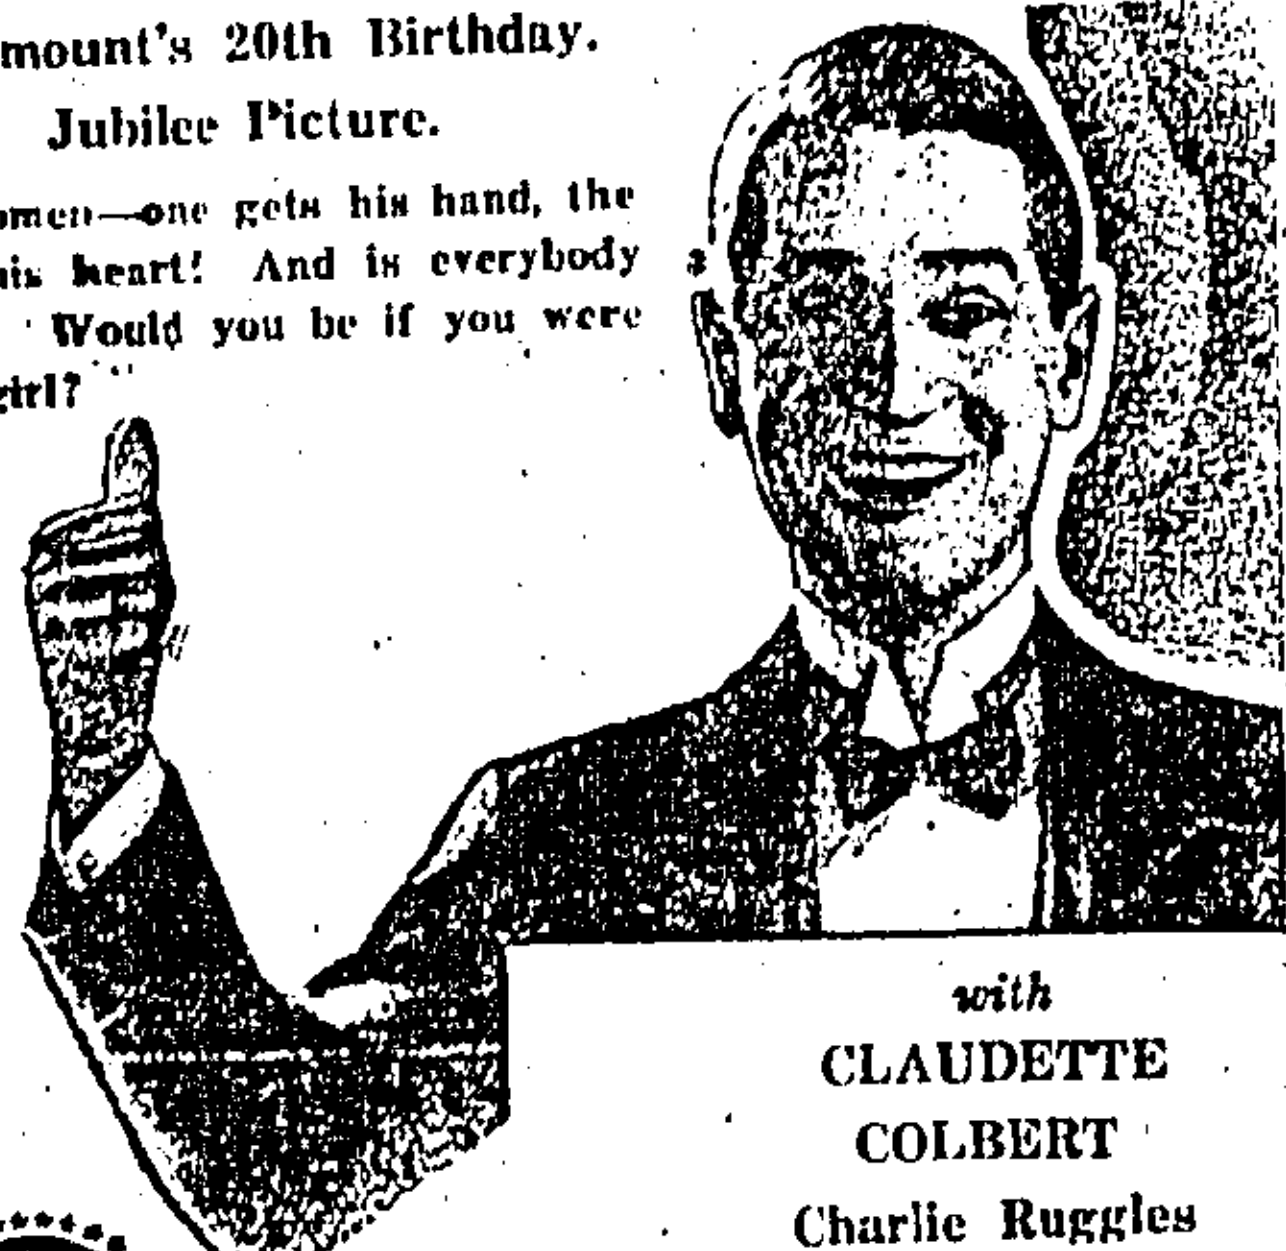 mount's 20th Birthday.
Jubilee Picture.
omen—one gets his hand, the
his heart! And is everybody
Would you be if you were
girl?
with
CLAUDETTE
COLBERT
Charlie Ruggles